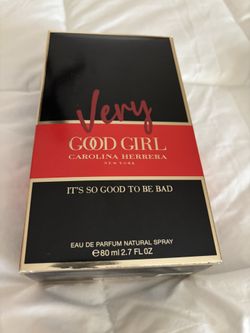 Very
GOOD GIRL
CAROLINA HERRERA
NEW YORK
IT'S SO GOOD TO BE BAD
EAU DE PARFUM NATURAL SPRAY
℮ 80 ml 2.7 FL OZ